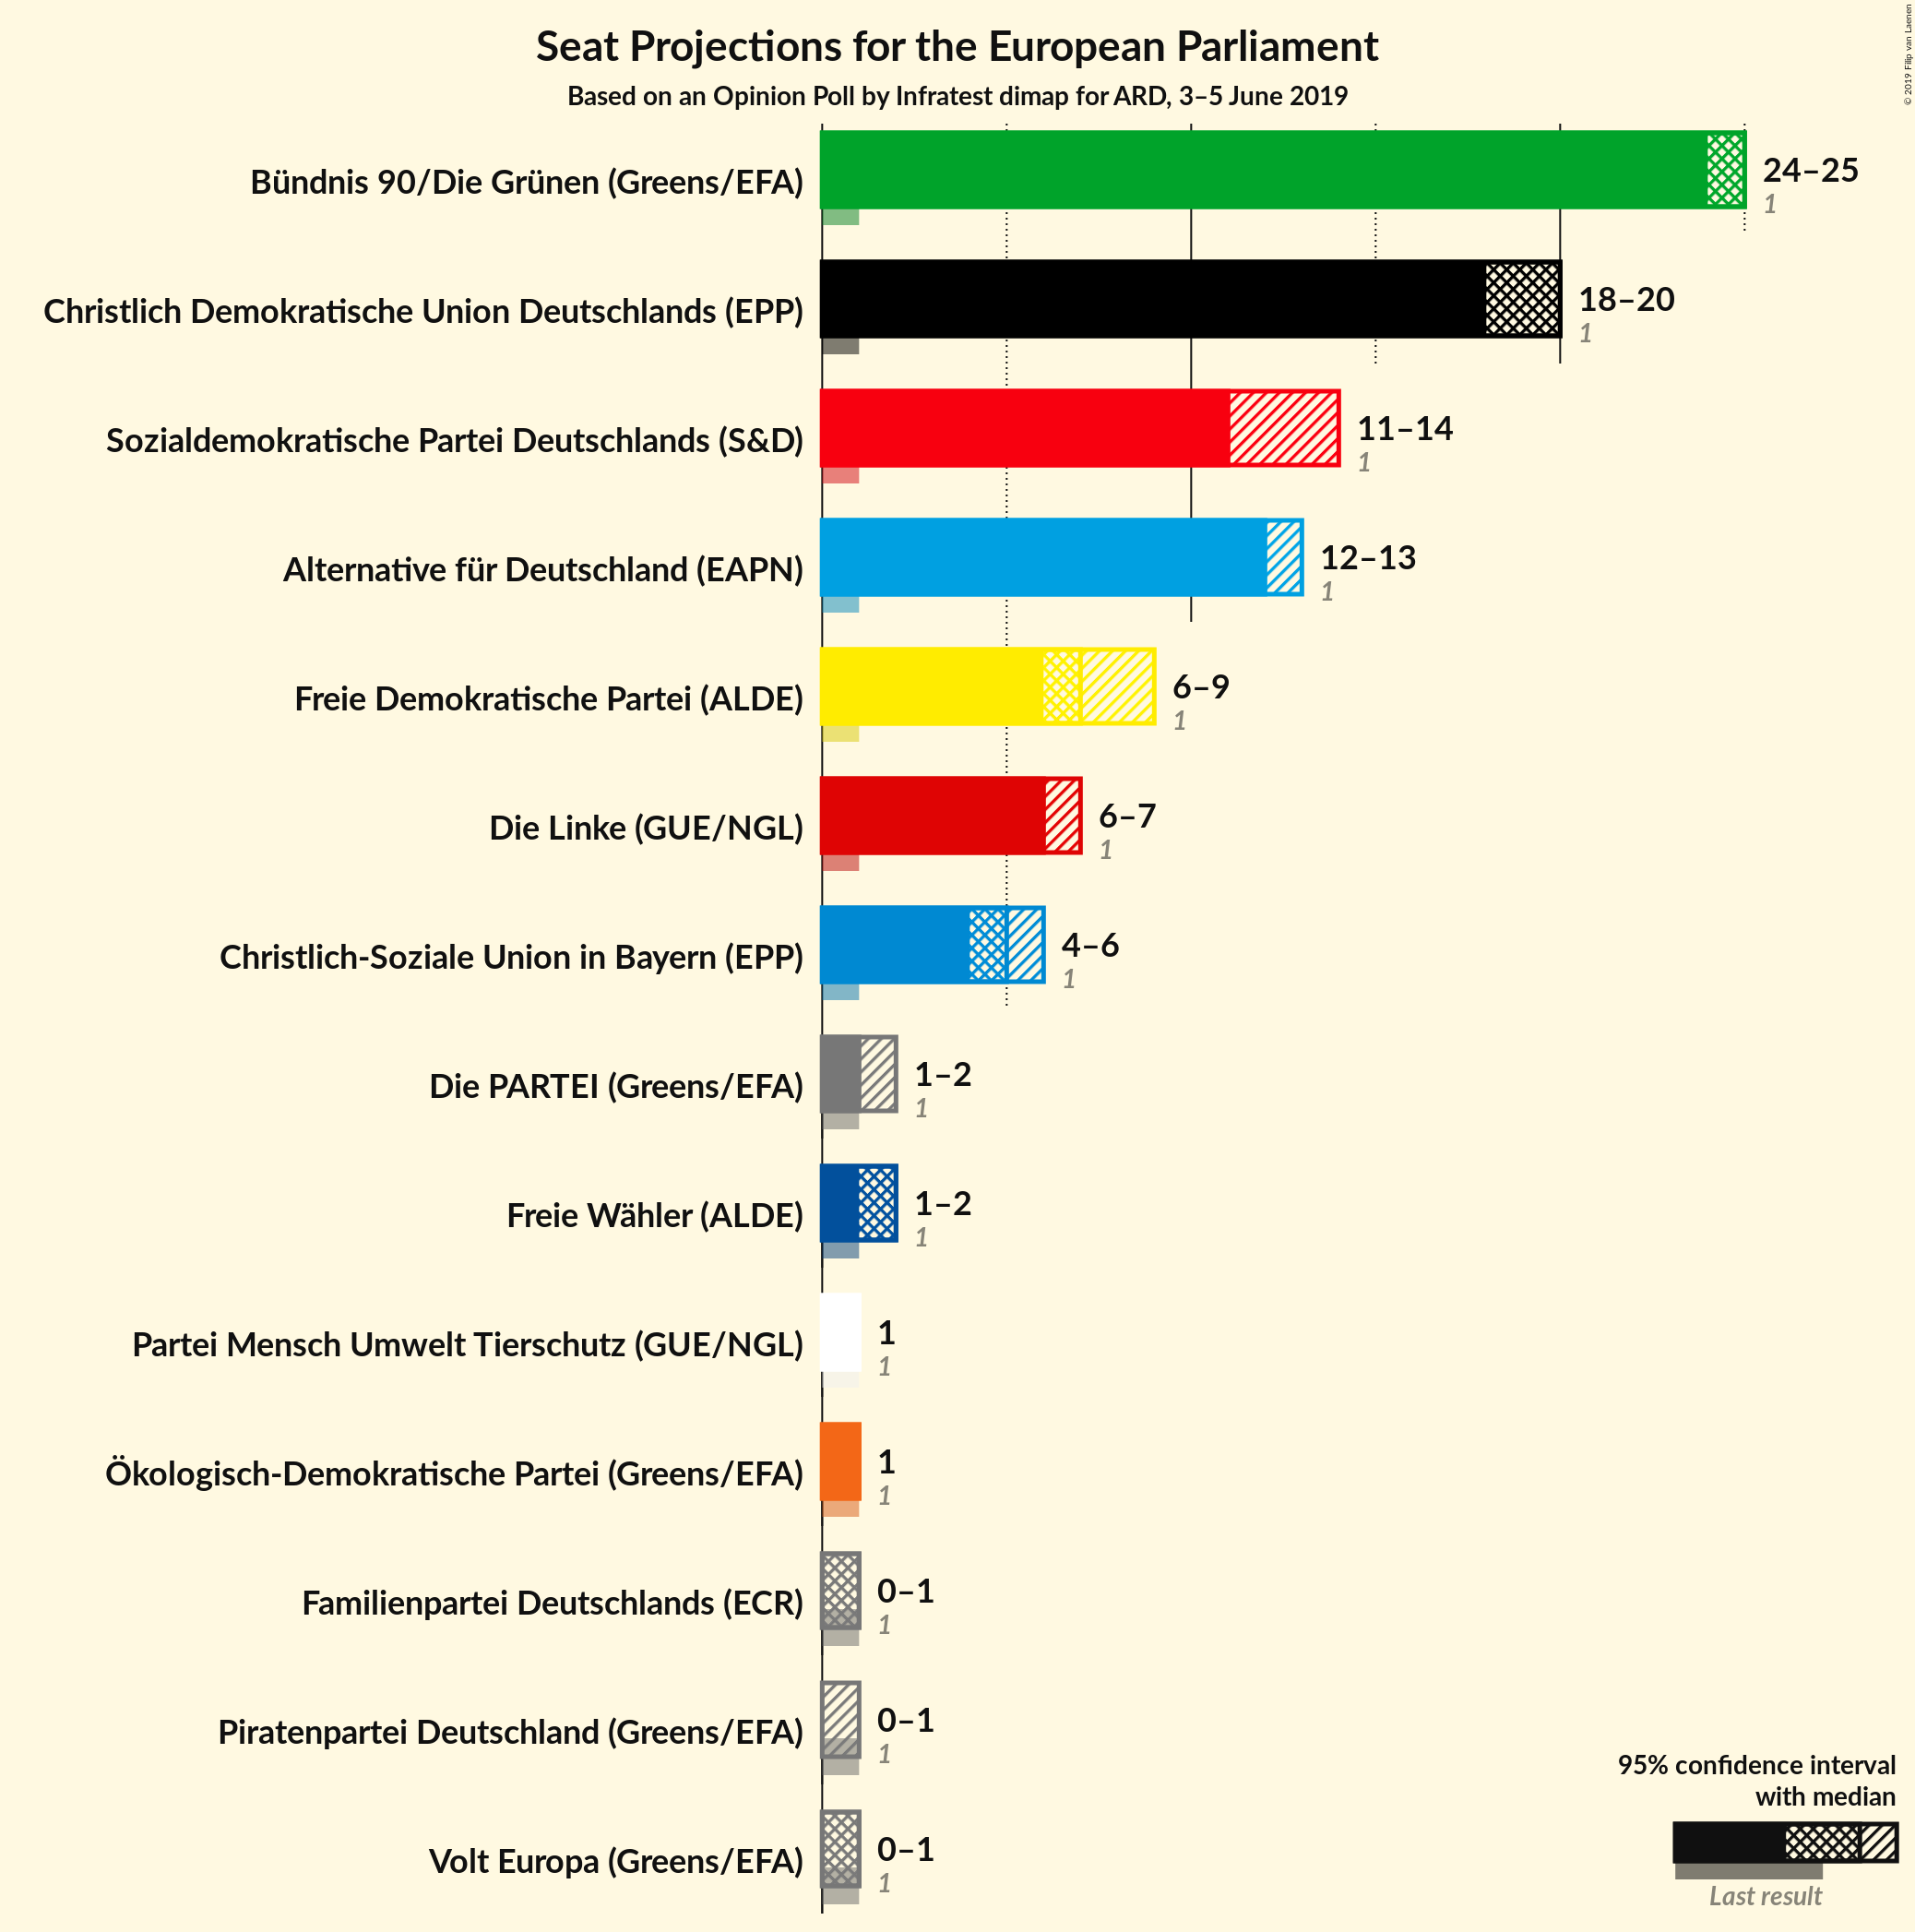 Seat Projections for the European Parliament
Based on an Opinion Poll by Infratest dimap for ARD, 3–5 June 2019
© 2019 Filip van Laenen
Bündnis 90/Die Grünen (Greens/EFA)
24–25
1
Christlich Demokratische Union Deutschlands (EPP)
18–20
1
Sozialdemokratische Partei Deutschlands (S&D)
11–14
1
Alternative für Deutschland (EAPN)
12–13
1
Freie Demokratische Partei (ALDE)
6–9
1
Die Linke (GUE/NGL)
6–7
1
Christlich-Soziale Union in Bayern (EPP)
4–6
1
Die PARTEI (Greens/EFA)
1–2
1
Freie Wähler (ALDE)
1–2
1
Partei Mensch Umwelt Tierschutz (GUE/NGL)
1
1
Ökologisch-Demokratische Partei (Greens/EFA)
1
1
Familienpartei Deutschlands (ECR)
0–1
1
Piratenpartei Deutschland (Greens/EFA)
0–1
1
Volt Europa (Greens/EFA)
0–1
1
95% confidence interval
with median
Last result